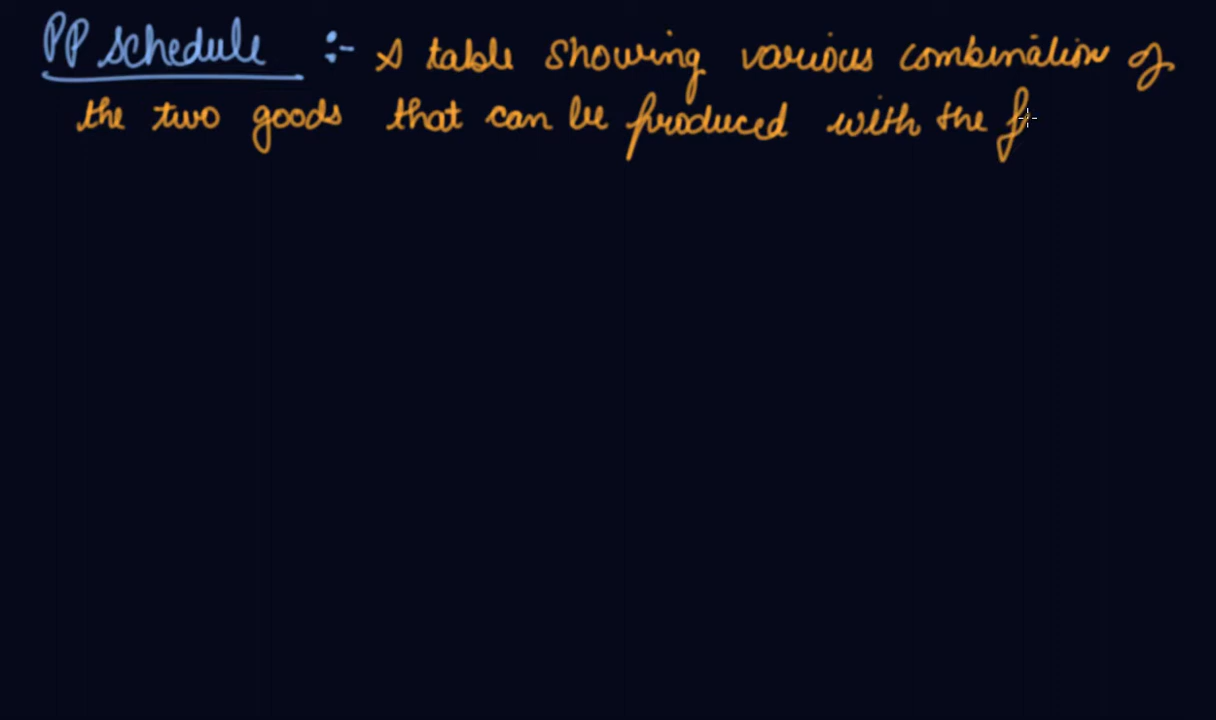 PP schedule :- A table showing various combination of
the two goods that can be produced with the f